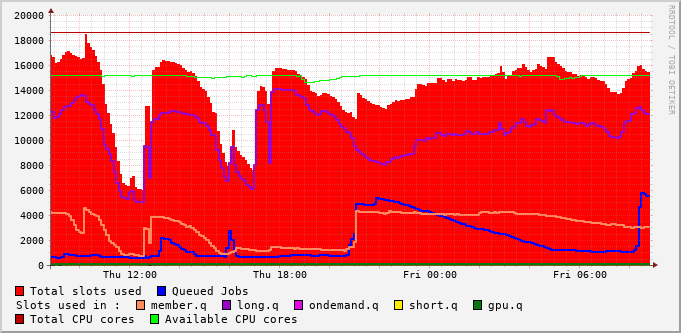 20000
18000
16000
14000
12000
10000
8000
6000
4000
2000
0
Thu 12:00 Thu 18:00 Fri 00:00 Fri 06:00
Total slots used Queued Jobs
Slots used in : member.q long.q ondemand.q short.q gpu.q
Total CPU cores Available CPU cores
RRDTOOL / TOBI OETIKER